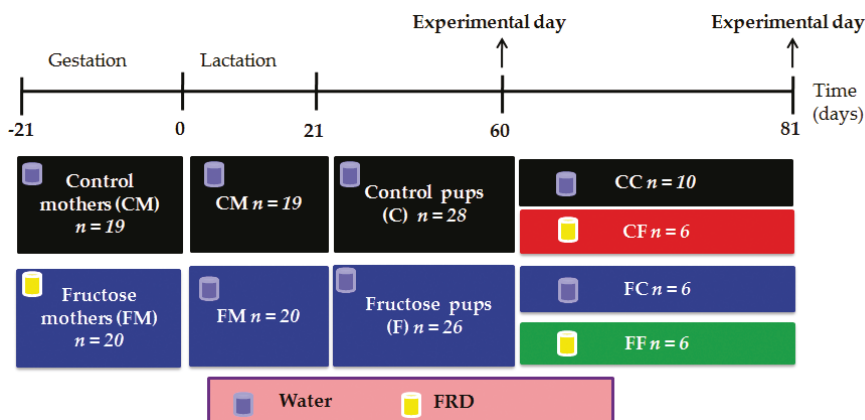 Experimental day
Experimental day
Gestation
Lactation
Time
(days)
-21
0
21
60
81
Control
mothers (CM)
n = 19
CM n = 19
Control pups
(C) n = 28
CC n = 10
CF n = 6
Fructose
mothers (FM)
n = 20
FM n = 20
Fructose pups
(F) n = 26
FC n = 6
FF n = 6
Water
FRD